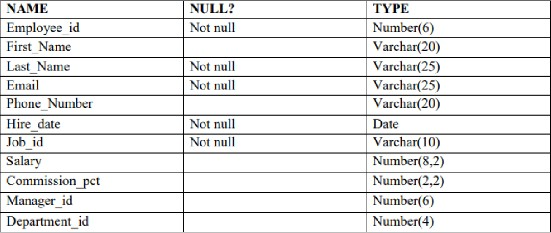 NAME NULL? TYPE
Employee_id Not null Number(6)
First_Name Varchar(20)
Last_Name Not null Varchar(25)
Email Not null Varchar(25)
Phone_Number Varchar(20)
Hire_date Not null Date
Job_id Not null Varchar(10)
Salary Number(8,2)
Commission_pct Number(2,2)
Manager_id Number(6)
Department_id Number(4)